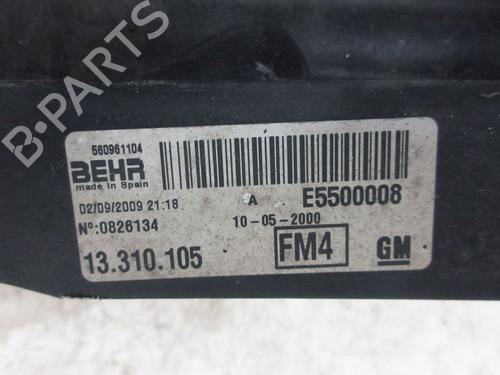 B-PARTS
560961104
BEHR
made in Spain
02/09/2009 21:18
A
E5500008
Nº:0826134
10-05-2000
13.310.105
FM4
GM